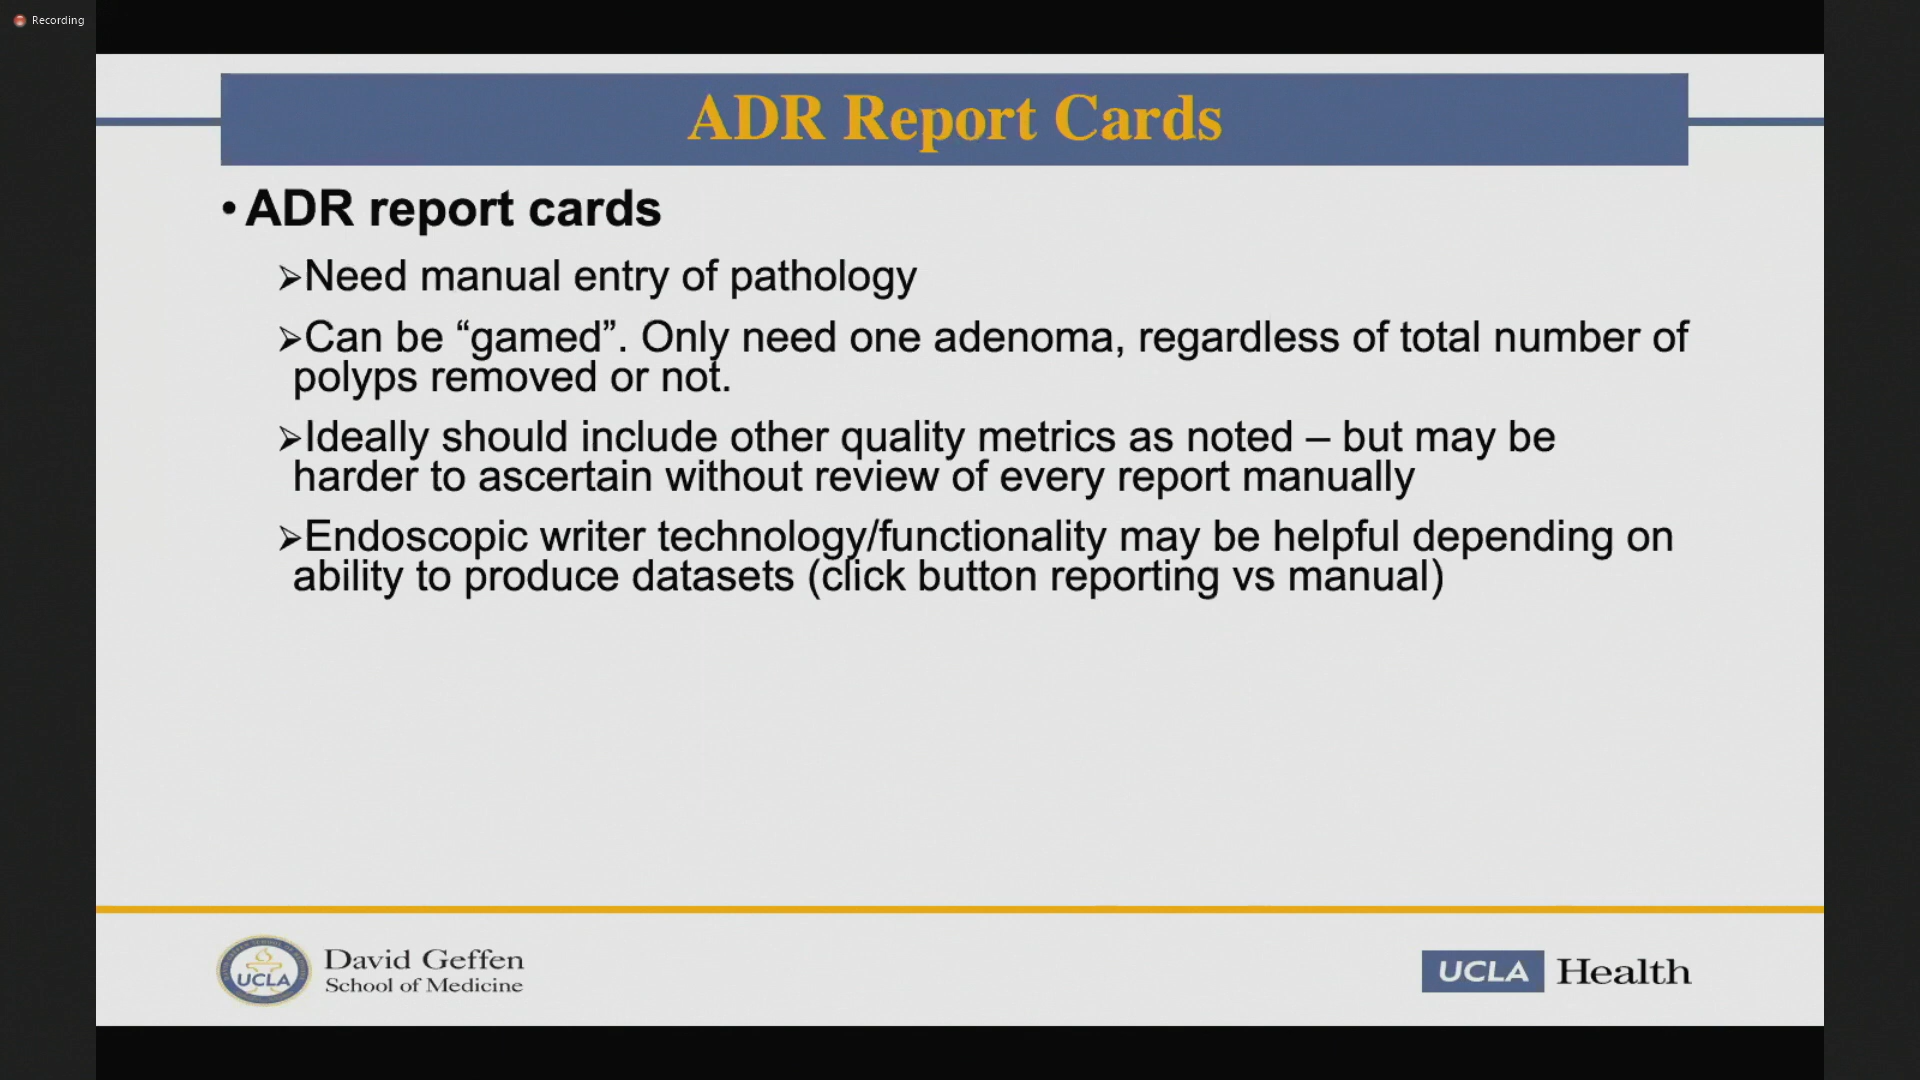 Recording
ADR Report Cards
• ADR report cards
➢Need manual entry of pathology
➢Can be “gamed”. Only need one adenoma, regardless of total number of
polyps removed or not.
➢Ideally should include other quality metrics as noted – but may be
harder to ascertain without review of every report manually
➢Endoscopic writer technology/functionality may be helpful depending on
ability to produce datasets (click button reporting vs manual)
UCLA
David Geffen
School of Medicine
UCLA Health